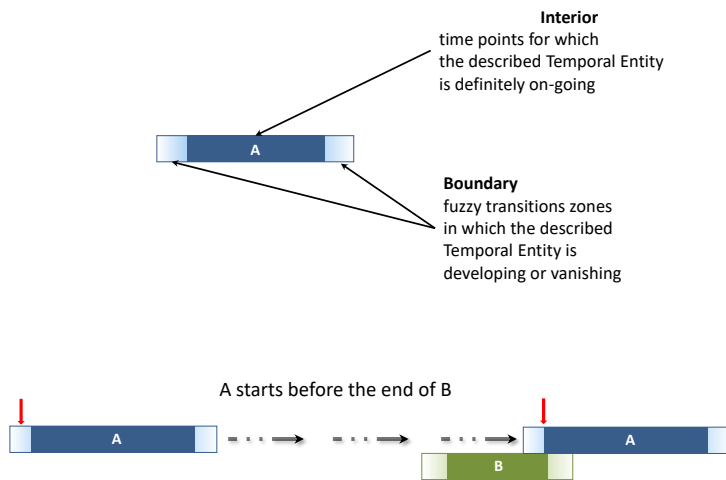 Interior
time points for which
the described Temporal Entity
is definitely on-going
A
Boundary
fuzzy transitions zones
in which the described
Temporal Entity is
developing or vanishing
A starts before the end of B
A
A
B